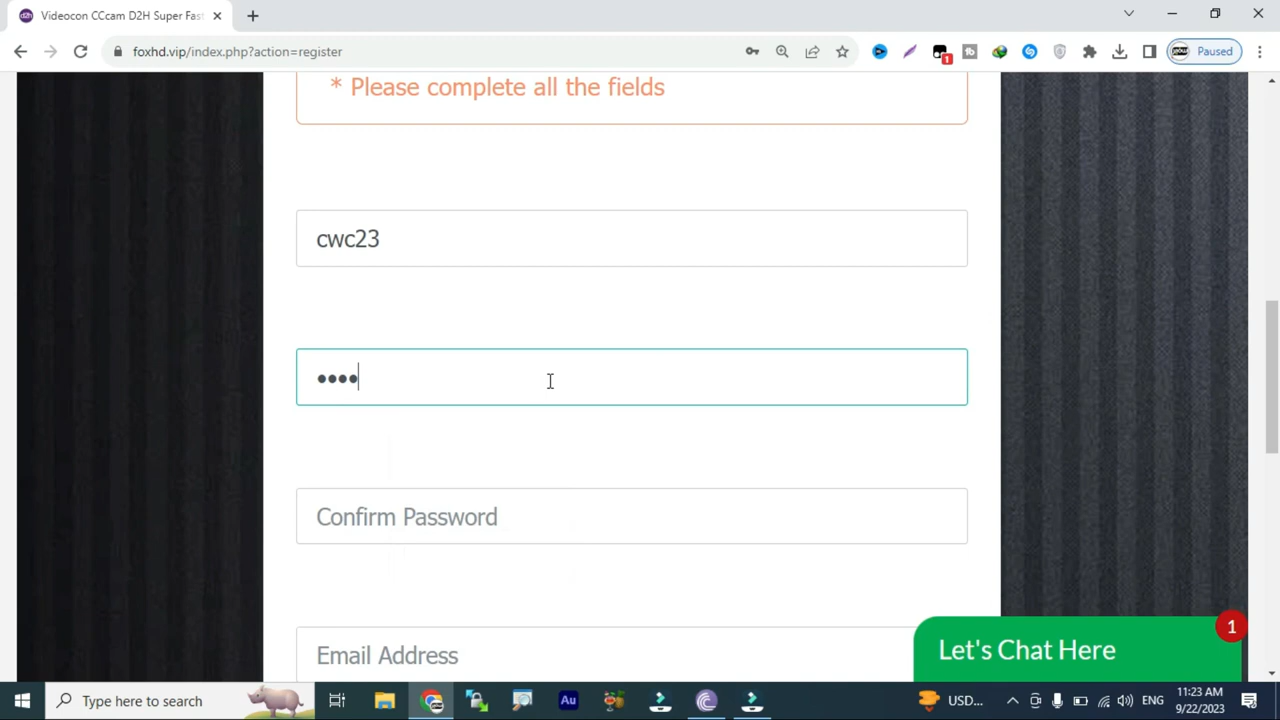 Videocon CCcam D2H Super Fast
foxhd.vip/index.php?action=register
1
Paused
* Please complete all the fields
cwc23
••••
Confirm Password
Email Address
1
Let's Chat Here
Type here to search
Au
USD...
ENG
11:23 AM
9/22/2023